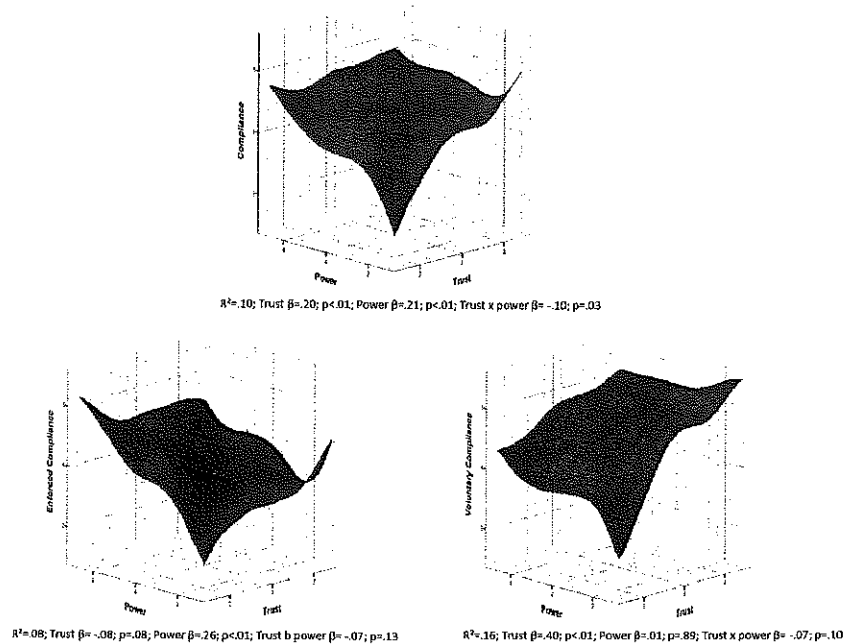 Compliance
Power
Trust
R²=.10; Trust β=.20; p<.01; Power β=.21; p<.01; Trust x power β= -.10; p=.03
Enforced Compliance
Power
Trust
R²=.08; Trust β= -.08; p=.08; Power β=.26; p<.01; Trust b power β= -.07; p=.13
Voluntary Compliance
Power
Trust
R²=.16; Trust β=.40; p<.01; Power β=.01; p=.89; Trust x power β= -.07; p=.10